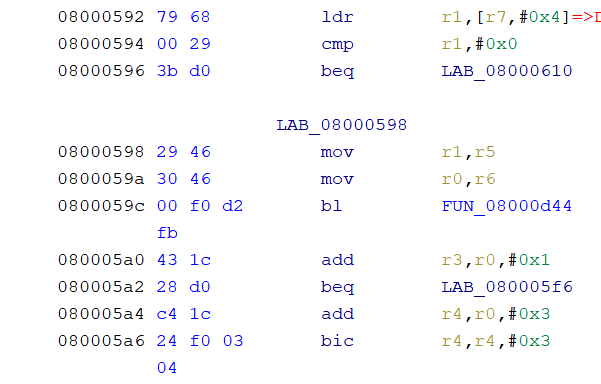 08000592 79 68 ldr r1,[r7,#0x4]=>
08000594 00 29 cmp r1,#0x0
08000596 3b d0 beq LAB_08000610
LAB_08000598
08000598 29 46 mov r1,r5
0800059a 30 46 mov r0,r6
0800059c 00 f0 d2 bl FUN_08000d44
fb
080005a0 43 1c add r3,r0,#0x1
080005a2 28 d0 beq LAB_080005f6
080005a4 c4 1c add r4,r0,#0x3
080005a6 24 f0 03 bic r4,r4,#0x3
04